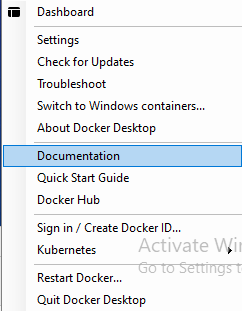 Dashboard
Settings
Check for Updates
Troubleshoot
Switch to Windows containers...
About Docker Desktop
Documentation
Quick Start Guide
Docker Hub
Sign in / Create Docker ID...
Kubernetes
Activate
Go to Settings
Restart Docker...
Quit Docker Desktop